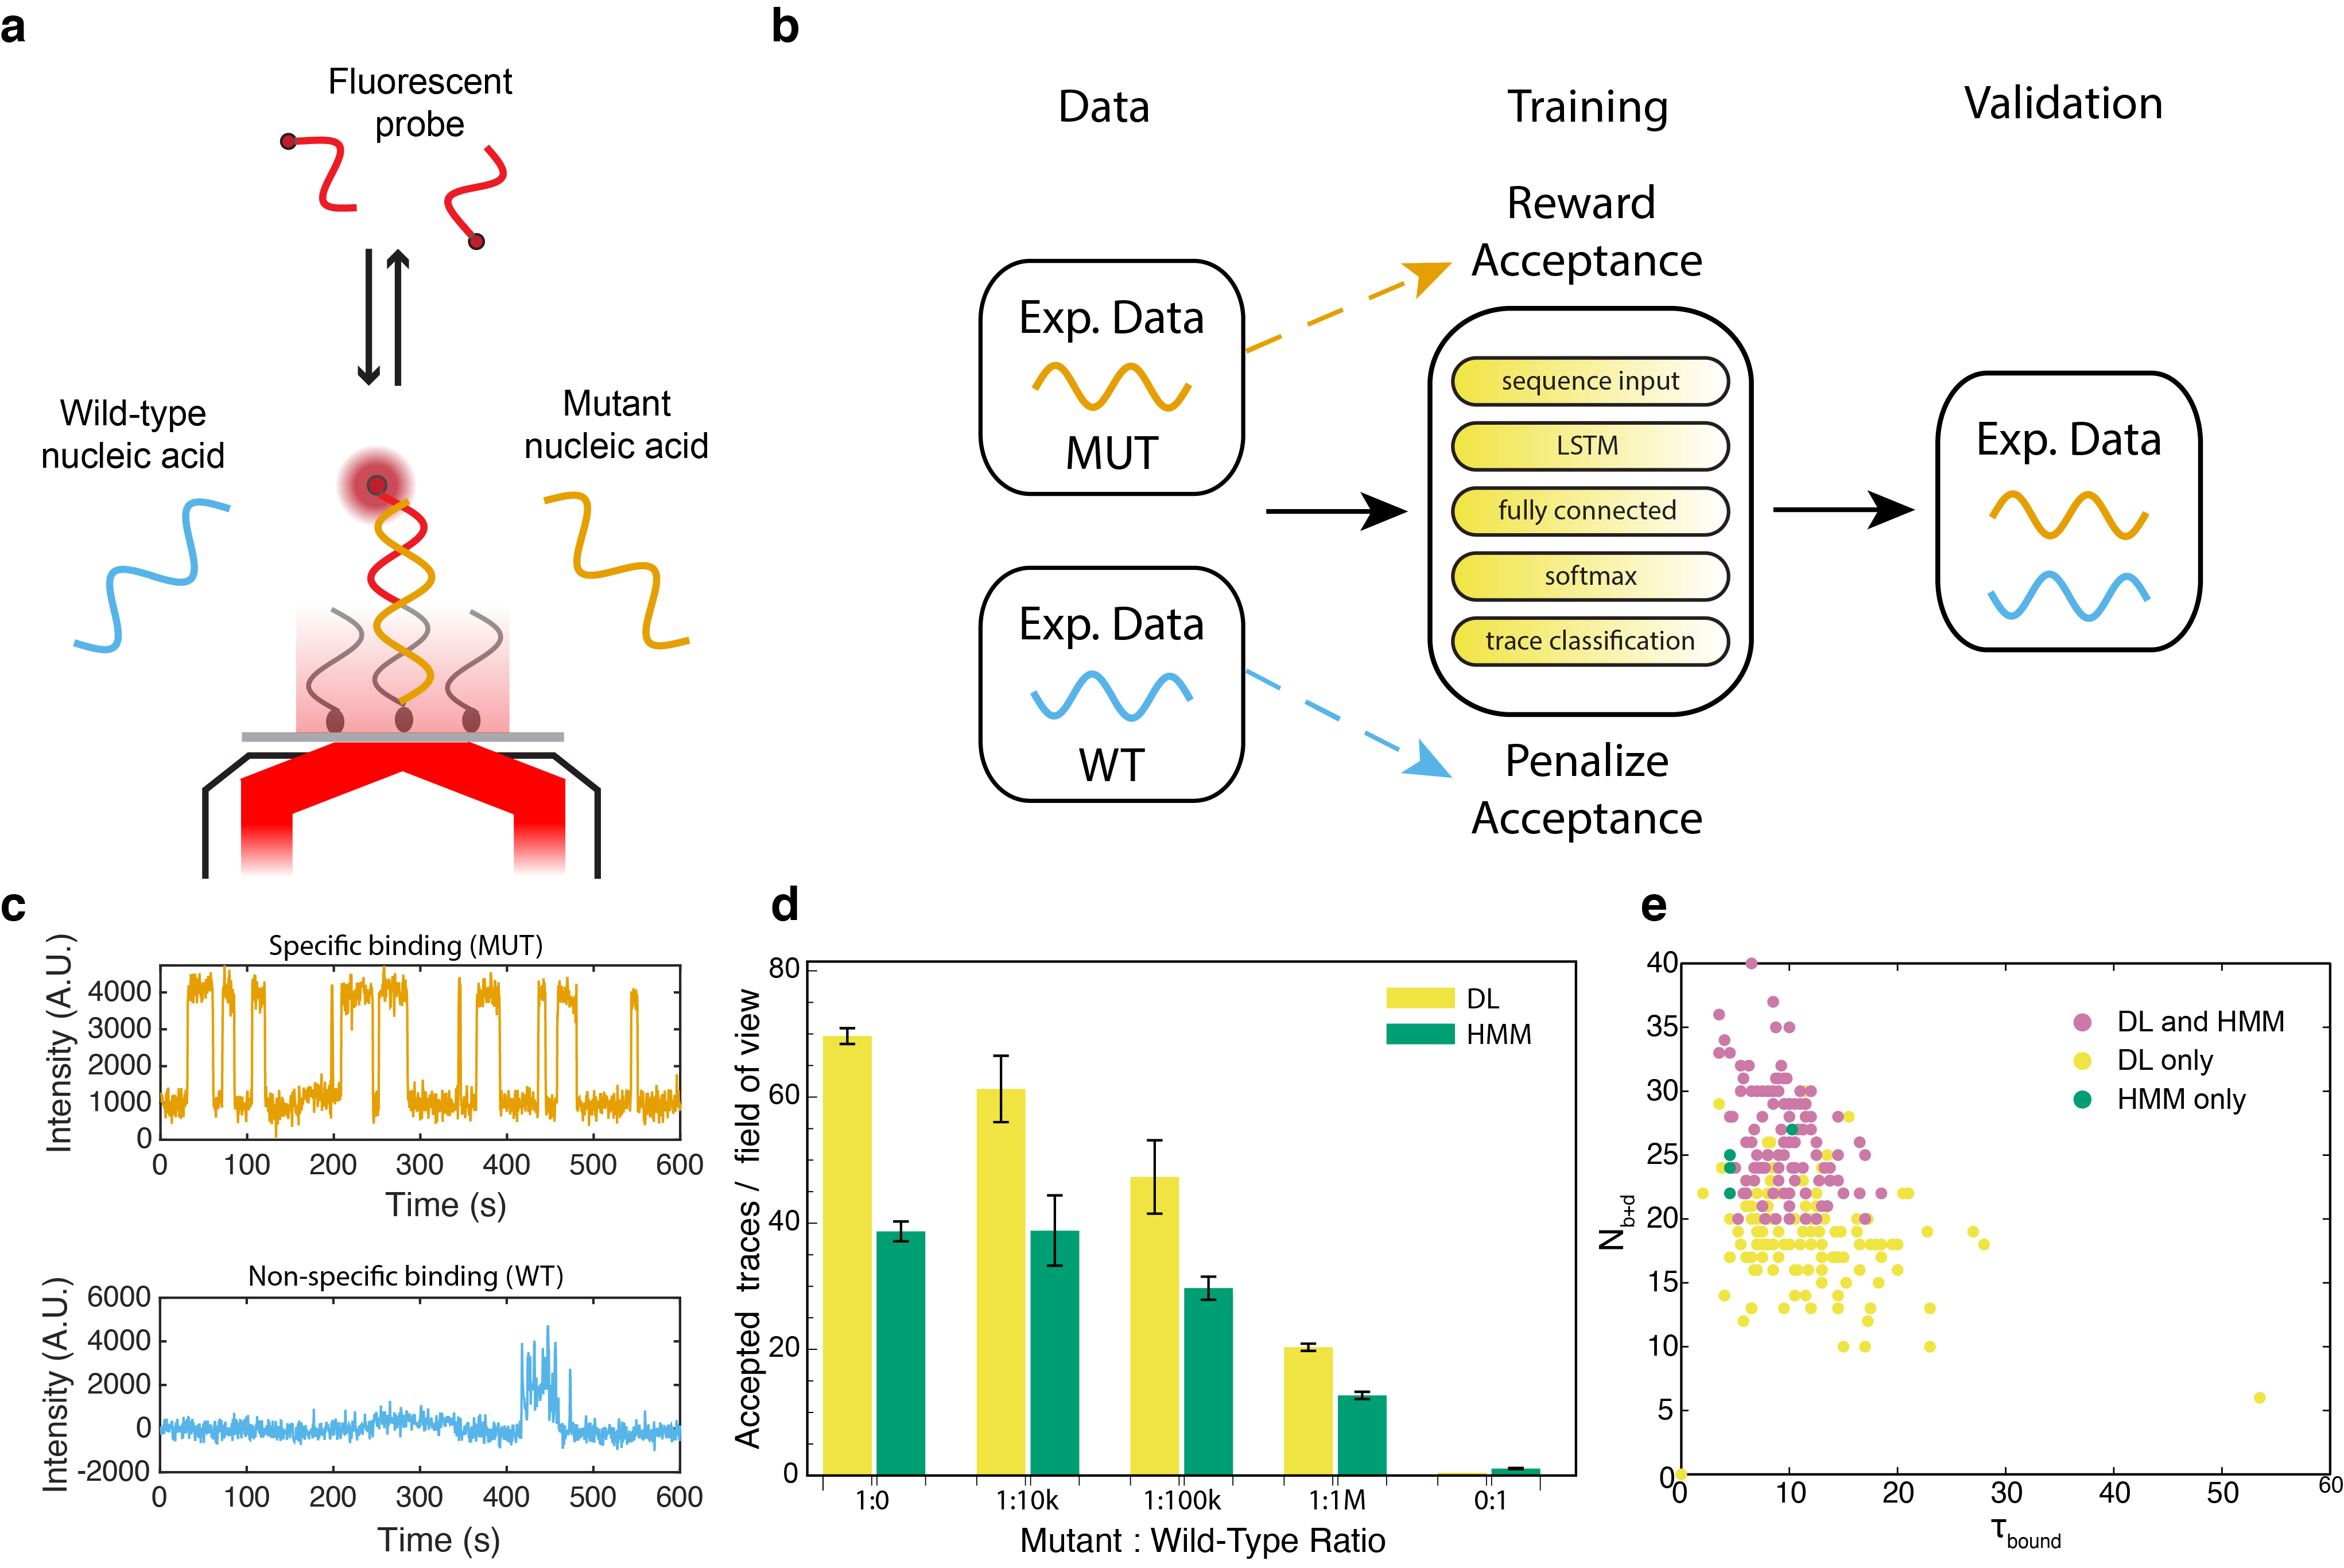 a
Fluorescent
probe
Wild-type
nucleic acid
Mutant
nucleic acid
b
Data
Training
Validation
Reward
Acceptance
Exp. Data
MUT
Exp. Data
WT
sequence input
LSTM
fully connected
softmax
trace classification
Penalize
Acceptance
Exp. Data
c
Specific binding (MUT)
Intensity (A.U.)
4000
3000
2000
1000
0
0 100 200 300 400 500 600
Time (s)
Non-specific binding (WT)
Intensity (A.U.)
6000
4000
2000
0
-2000
0 100 200 300 400 500 600
Time (s)
d
Accepted traces / field of view
80
60
40
20
0
DL
HMM
1:0 1:10k 1:100k 1:1M 0:1
Mutant : Wild-Type Ratio
e
N b+d
40
35
30
25
20
15
10
5
0
DL and HMM
DL only
HMM only
0 10 20 30 40 50 60
τ bound